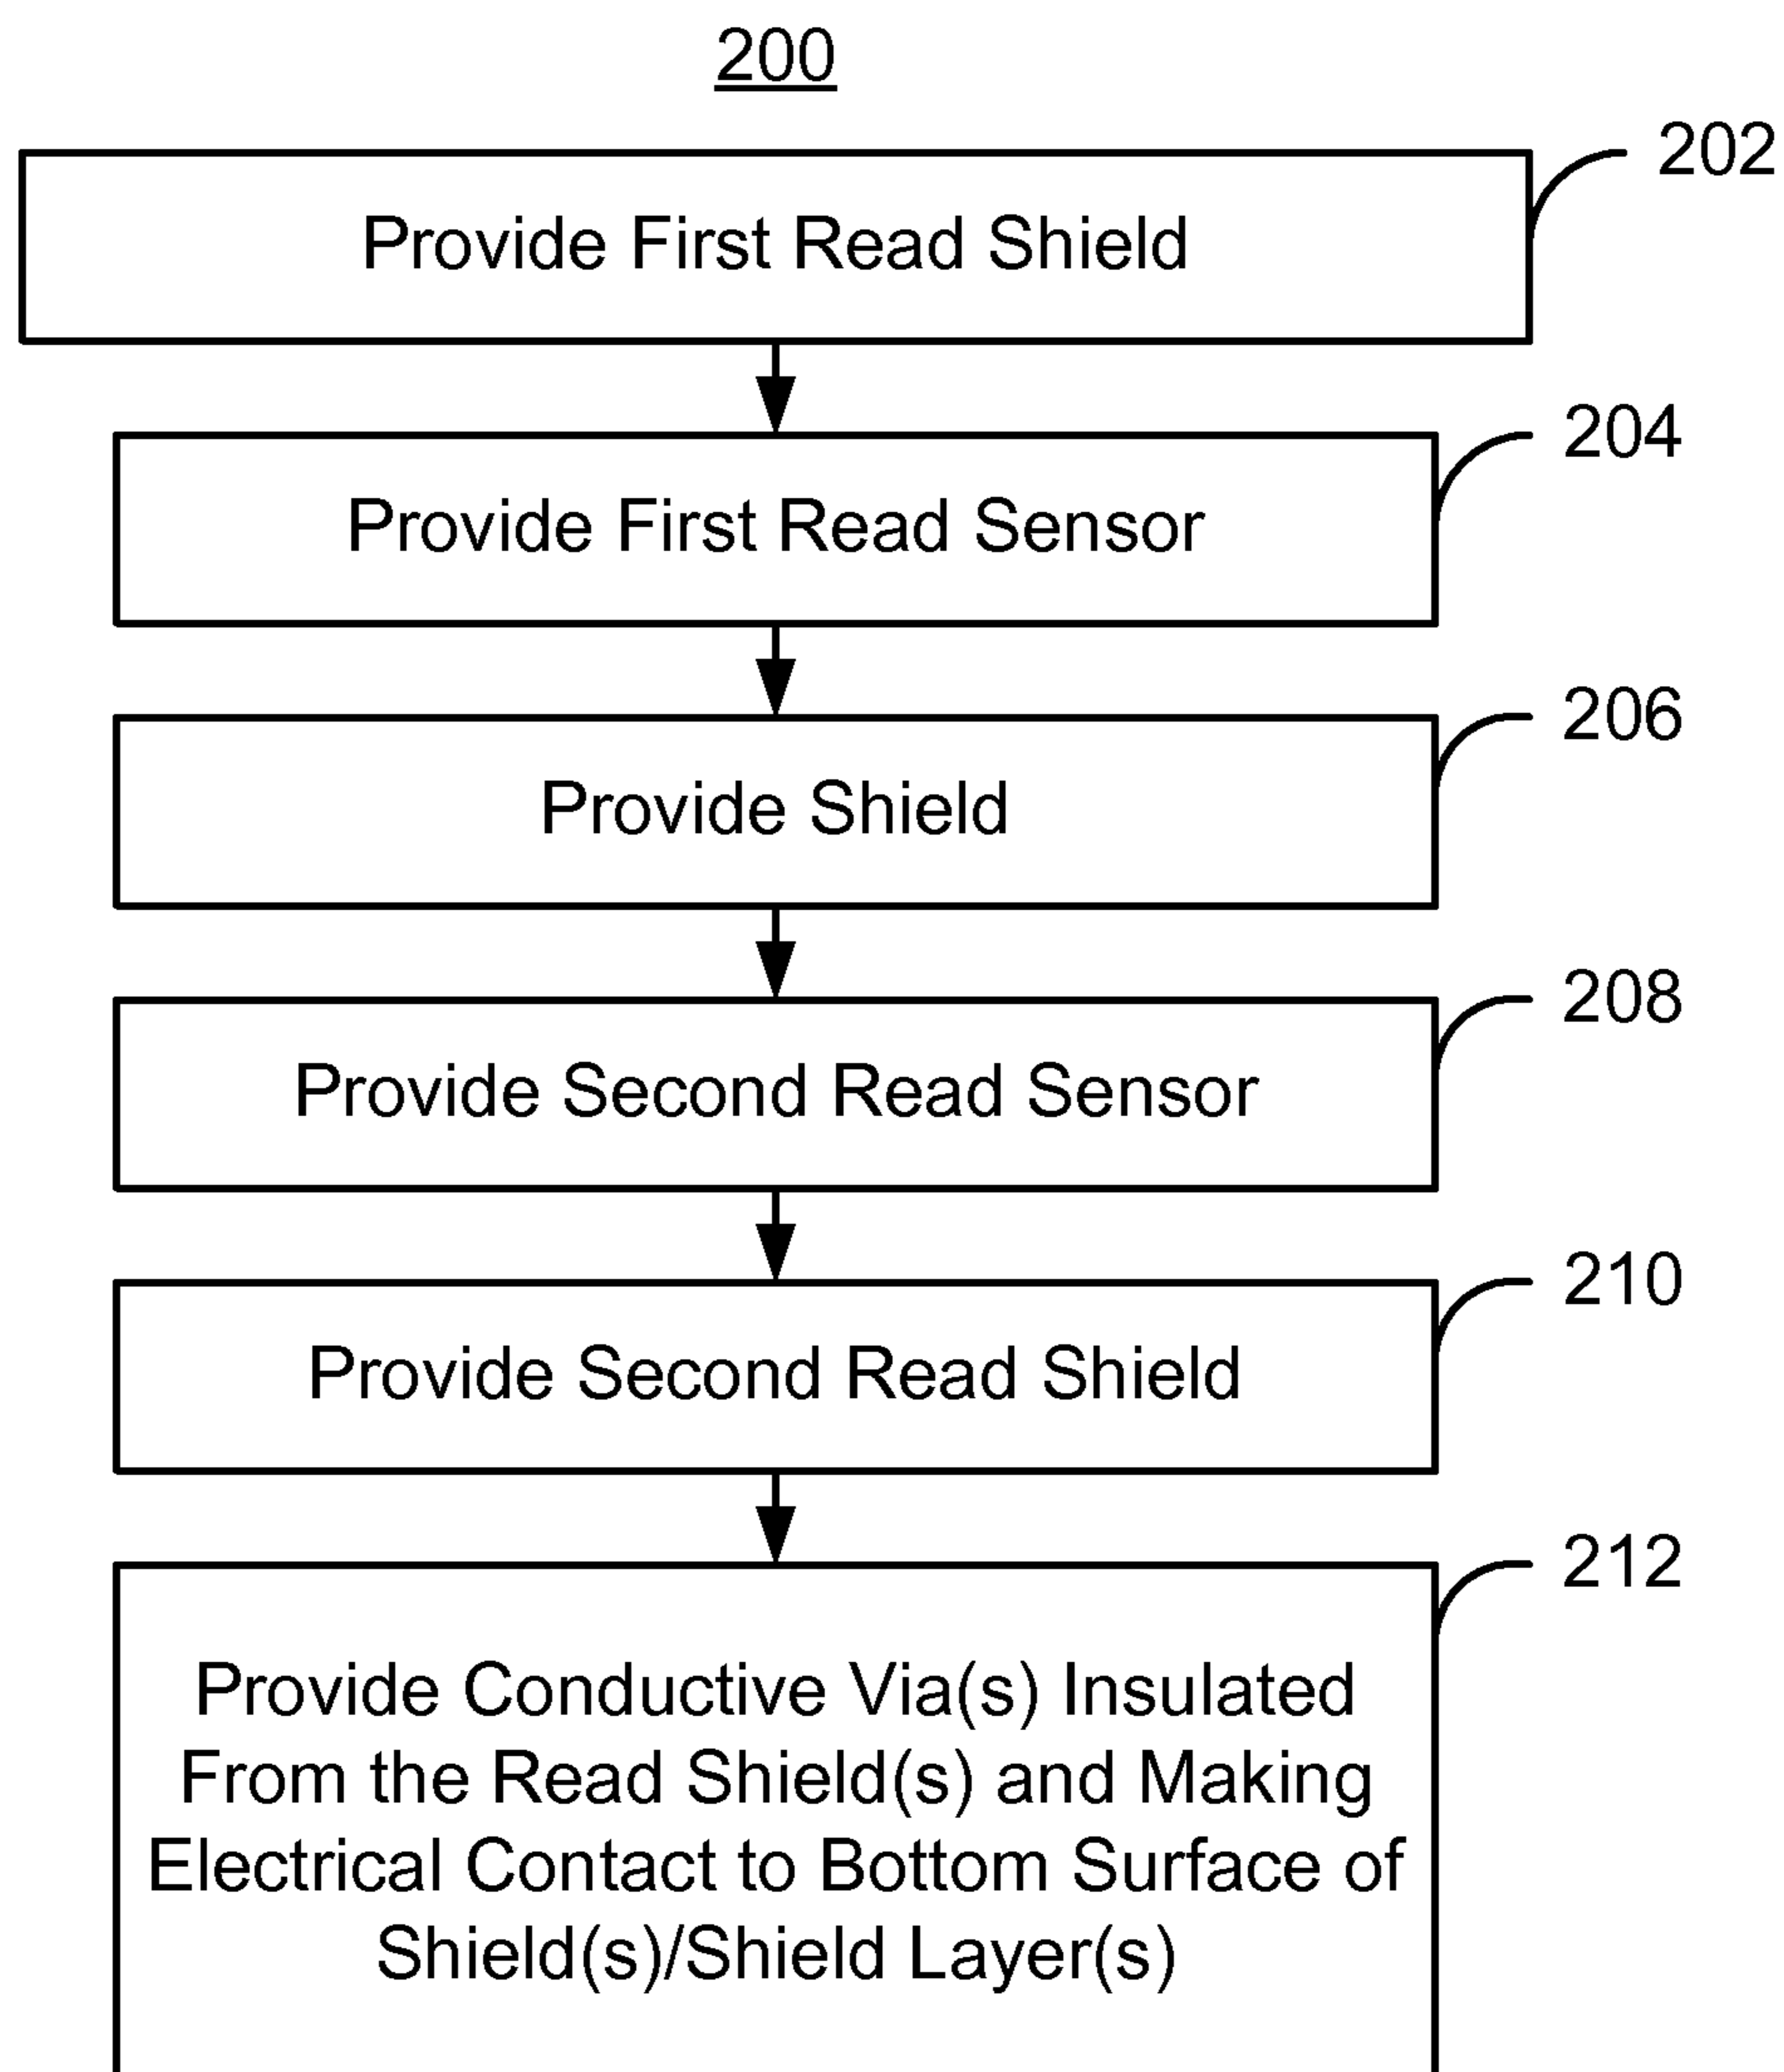 200
202
Provide First Read Shield
204
Provide First Read Sensor
206
Provide Shield
208
Provide Second Read Sensor
210
Provide Second Read Shield
212
Provide Conductive Via(s) Insulated
From the Read Shield(s) and Making
Electrical Contact to Bottom Surface of
Shield(s)/Shield Layer(s)